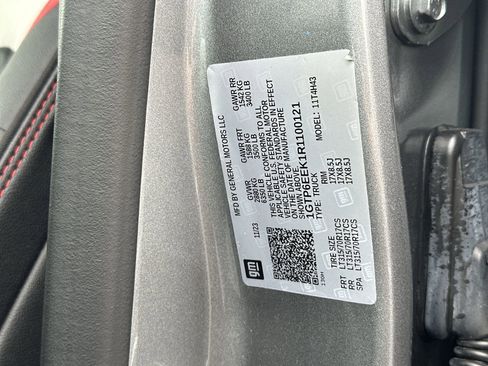 MFD BY GENERAL MOTORS LLC
11/23
GVWR
2880 KG
6350 LB
GAWR FRT
1588 KG
3500 LB
GAWR RR
1542 KG
3400 LB
THIS VEHICLE CONFORMS TO ALL
APPLICABLE U.S. FEDERAL MOTOR
VEHICLE SAFETY STANDARDS IN EFFECT
ON THE DATE OF MANUFACTURE
SHOWN ABOVE.
1GTP6EEK1R1100121
TYPE: TRUCK
MODEL: 11T4H43
gm
TIRE SIZE RIM
FRT LT315/70R17CS 17X8.5J
RR LT315/70R17CS 17X8.5J
SPA LT315/70R17CS 17X8.5J